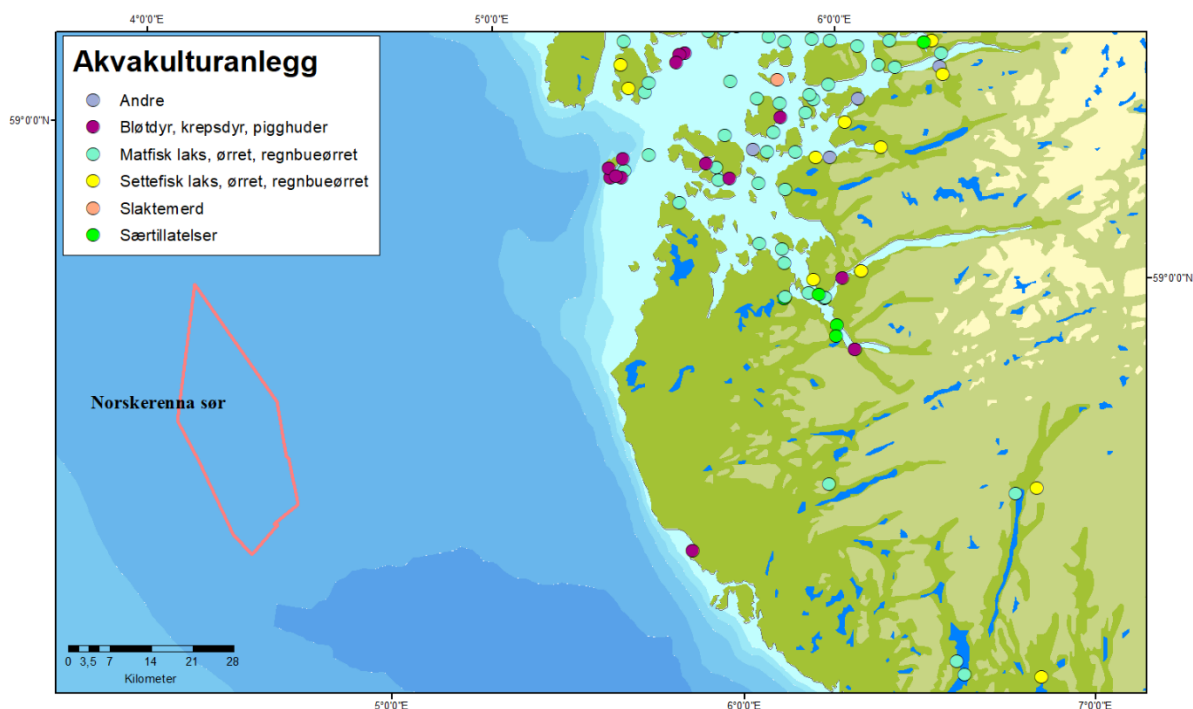 4°0'0"E 5°0'0"E 6°0'0"E
Akvakulturanlegg
Andre
Bløtdyr, krepsdyr, pigghuder
Matfisk laks, ørret, regnbueørret
Settefisk laks, ørret, regnbueørret
Slaktemerd
Særtillatelser
59°0'0"N
59°0'0"N
Norskerenna sør
0 3,5 7 14 21 28
Kilometer
5°0'0"E 6°0'0"E 7°0'0"E